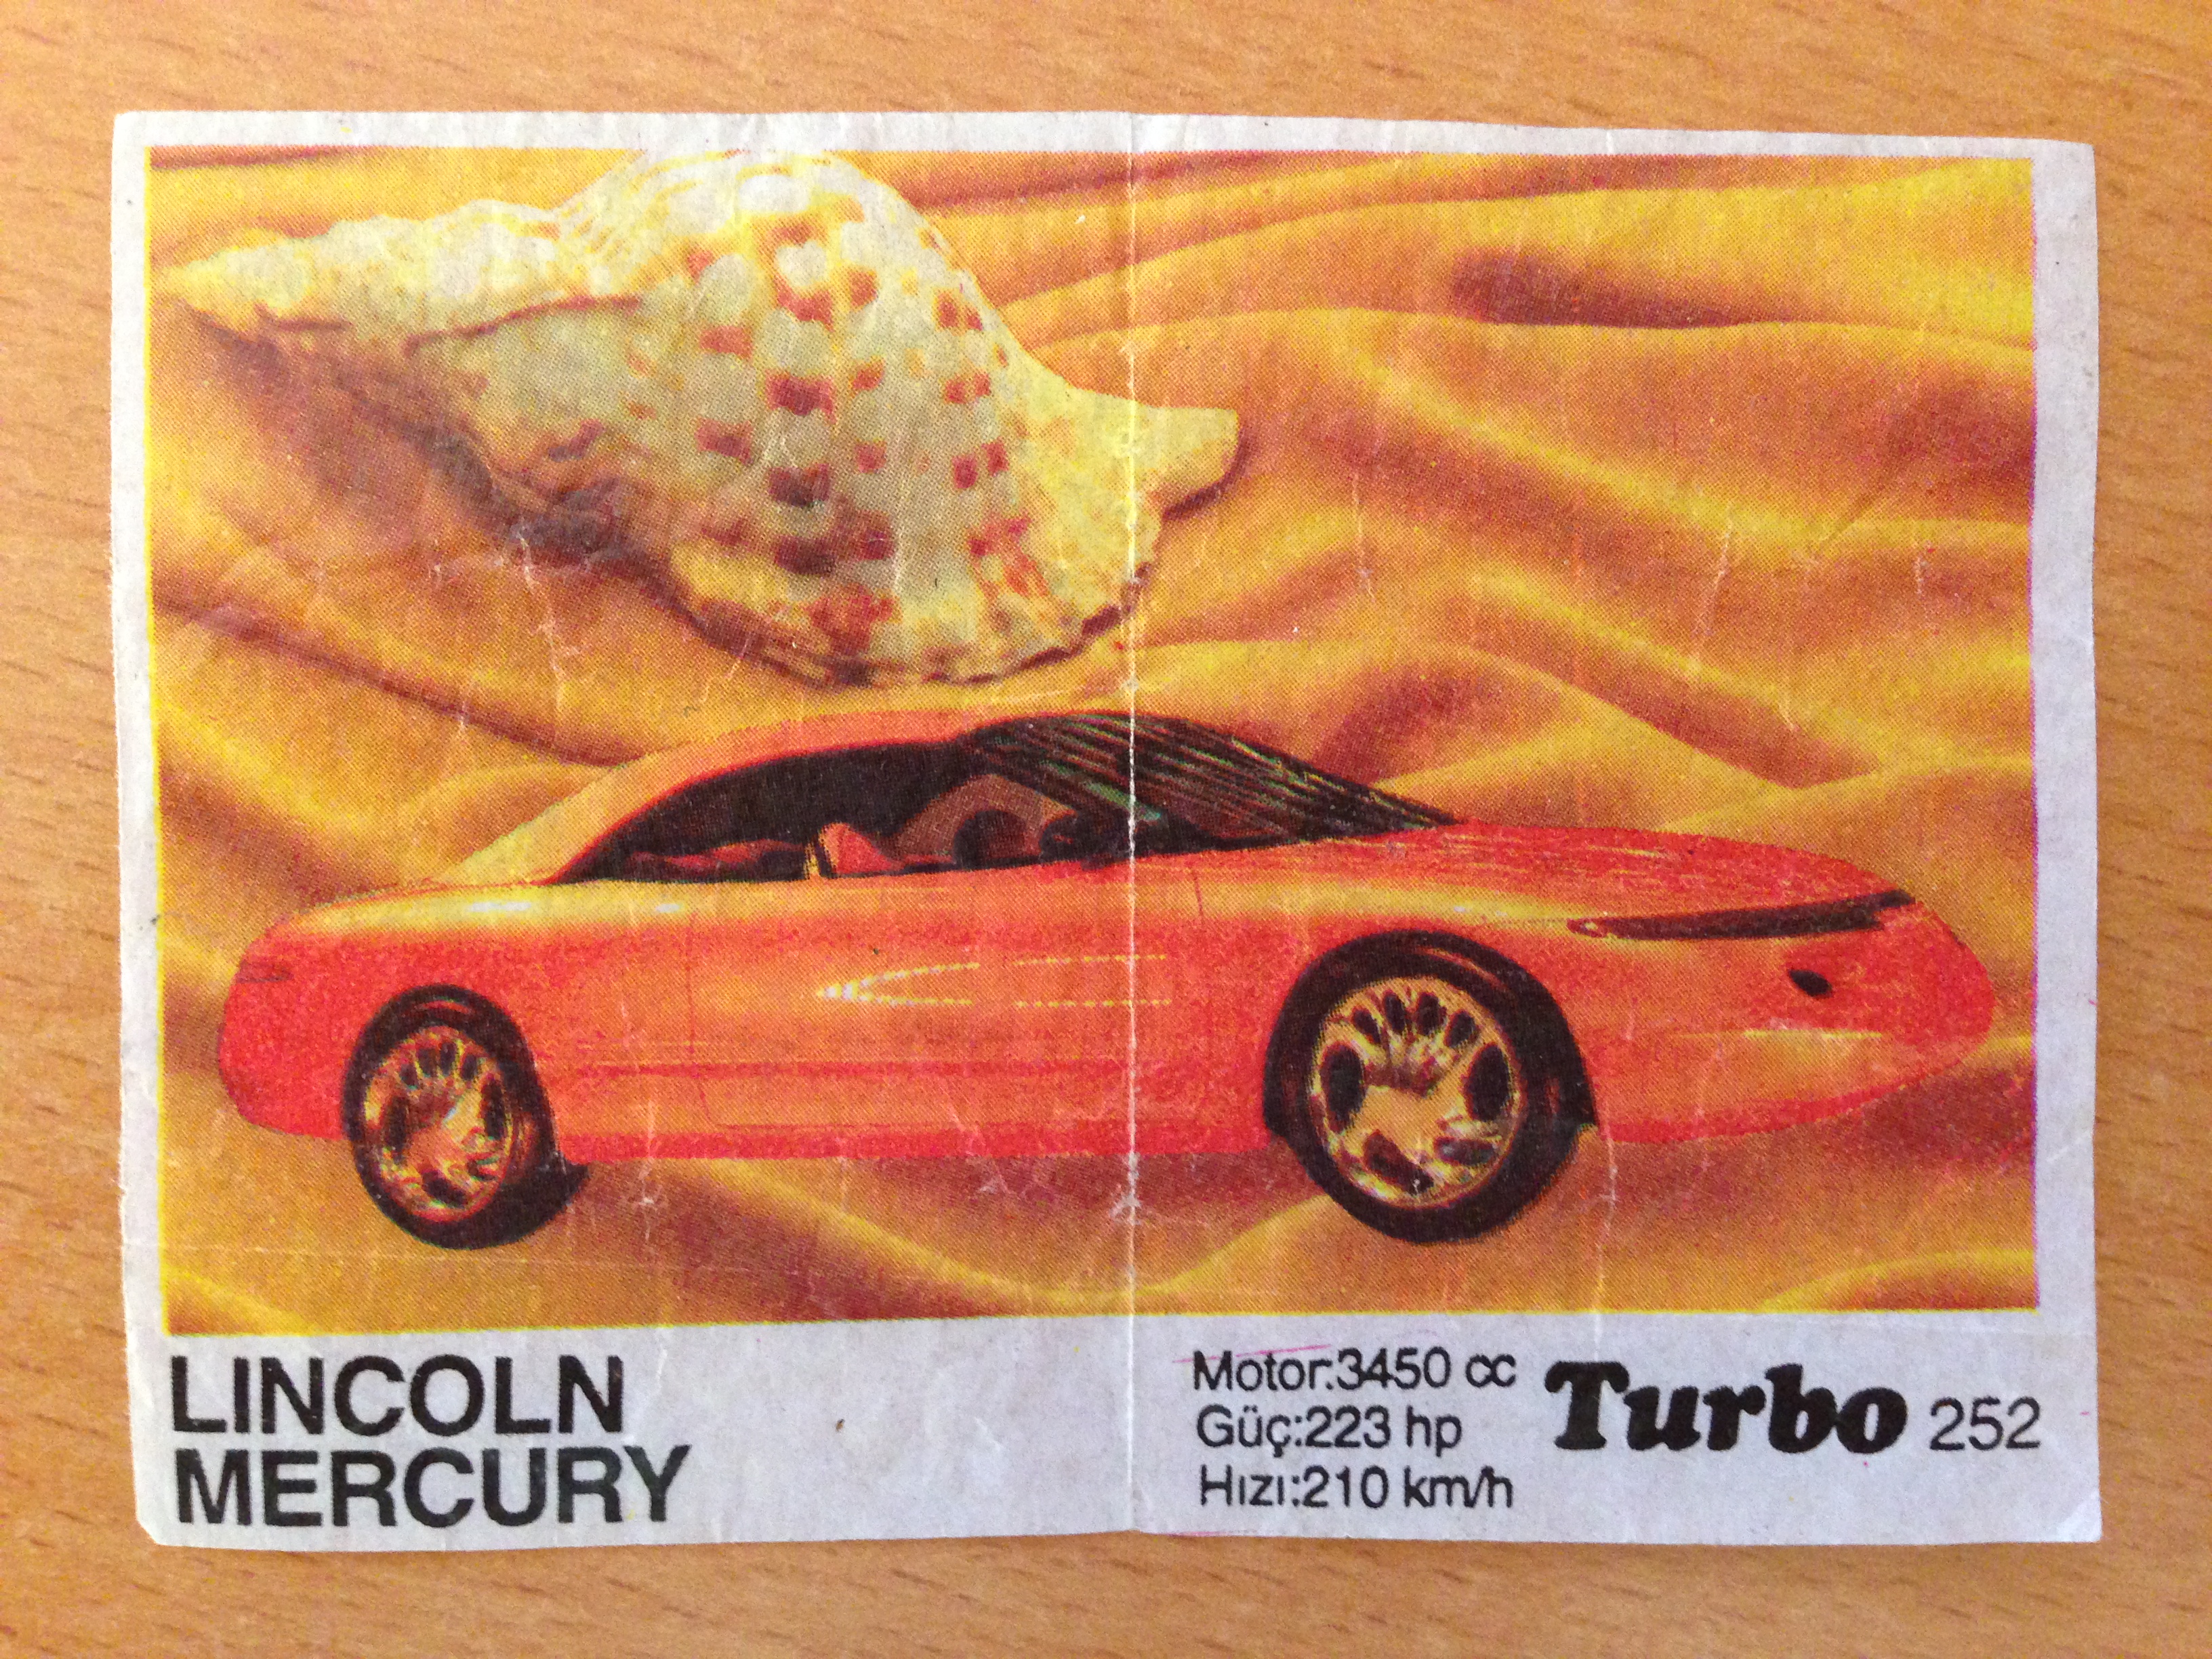 LINCOLN
MERCURY
Motor:3450 cc
Güç:223 hp
Hızı:210 km/h
Turbo 252